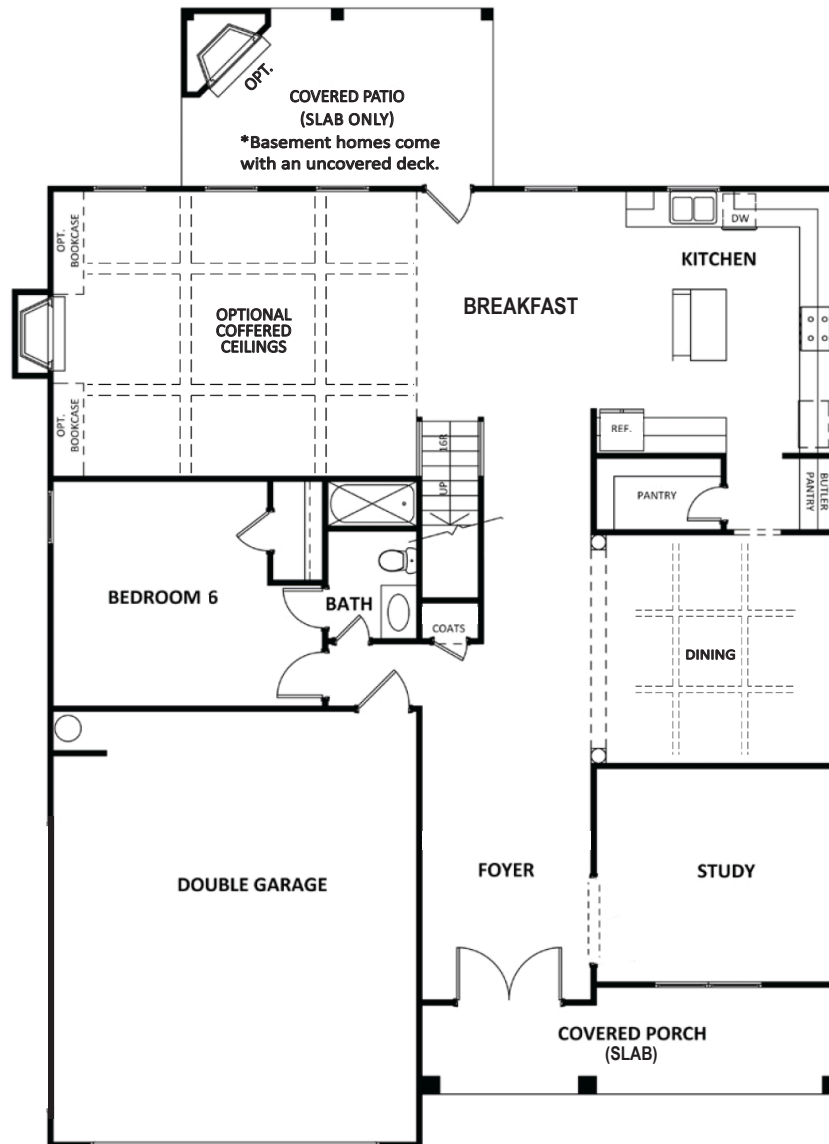 OPT.
COVERED PATIO
(SLAB ONLY)
*Basement homes come
with an uncovered deck.
OPT.
BOOKCASE
DW
KITCHEN
BREAKFAST
OPTIONAL
COFFERED
CEILINGS
OPT.
BOOKCASE
16R
UP
REF.
PANTRY
BUTLER
PANTRY
BEDROOM 6
BATH
COATS
DINING
DOUBLE GARAGE
FOYER
STUDY
COVERED PORCH
(SLAB)